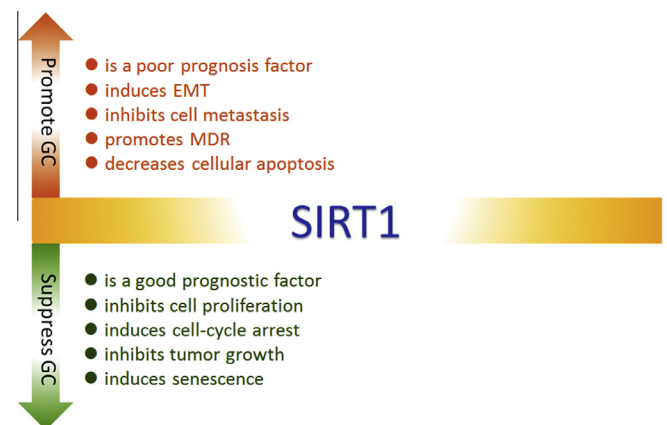 Promote GC
● is a poor prognosis factor
● induces EMT
● inhibits cell metastasis
● promotes MDR
● decreases cellular apoptosis
SIRT1
Suppress GC
● is a good prognostic factor
● inhibits cell proliferation
● induces cell-cycle arrest
● inhibits tumor growth
● induces senescence